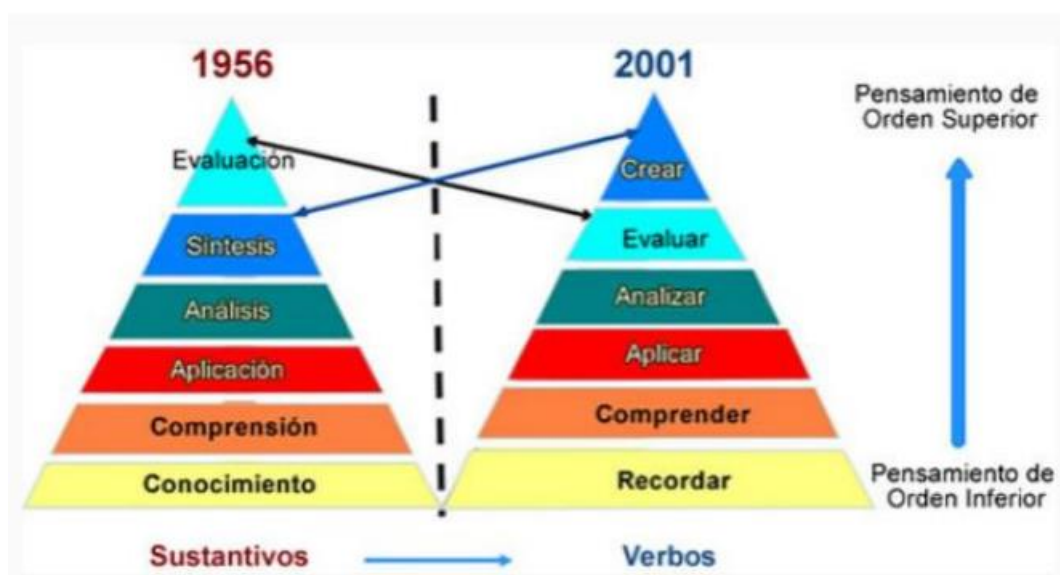 1956
Evaluación
Síntesis
Análisis
Aplicación
Comprensión
Conocimiento
Sustantivos
2001
Crear
Evaluar
Analizar
Aplicar
Comprender
Recordar
Verbos
Pensamiento de
Orden Superior
Pensamiento de
Orden Inferior